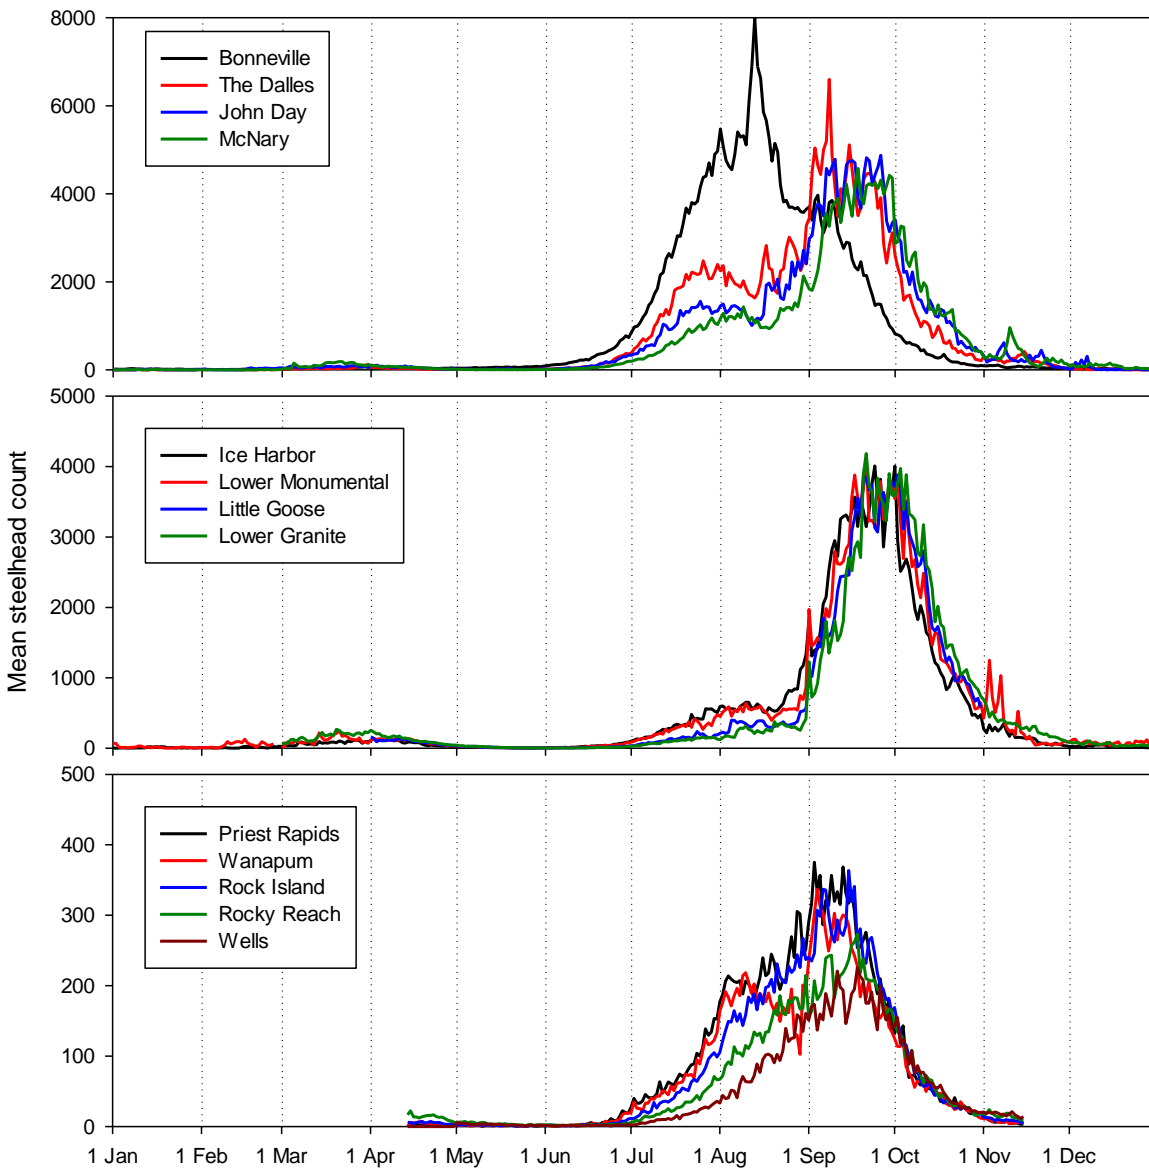 8000
6000
4000
2000
0
Bonneville
The Dalles
John Day
McNary
Mean steelhead count
5000
4000
3000
2000
1000
0
Ice Harbor
Lower Monumental
Little Goose
Lower Granite
500
400
300
200
100
0
Priest Rapids
Wanapum
Rock Island
Rocky Reach
Wells
1 Jan 1 Feb 1 Mar 1 Apr 1 May 1 Jun 1 Jul 1 Aug 1 Sep 1 Oct 1 Nov 1 Dec